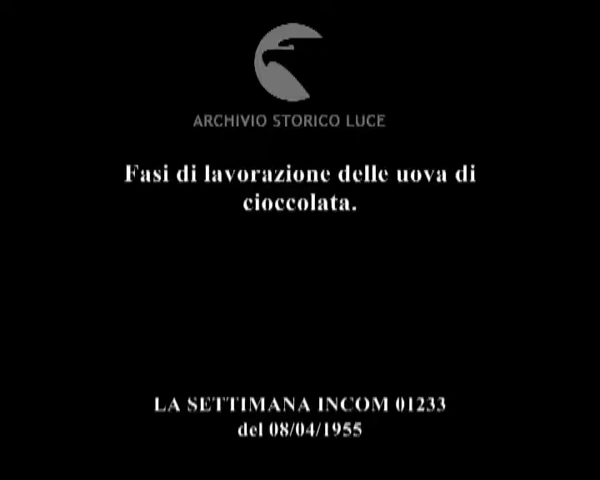 ARCHIVIO STORICO LUCE
Fasi di lavorazione delle uova di
cioccolata.
LA SETTIMANA INCOM 01233
del 08/04/1955